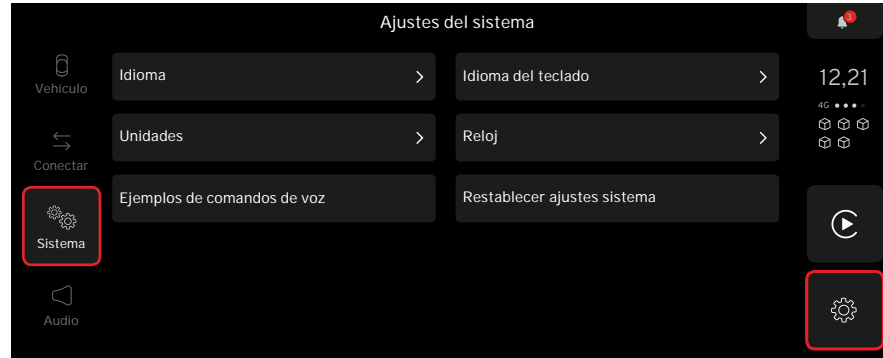 Ajustes del sistema
3
Vehículo
Idioma
Idioma del teclado
12,21
4G
Conectar
Unidades
Reloj
Sistema
Ejemplos de comandos de voz
Restablecer ajustes sistema
Audio